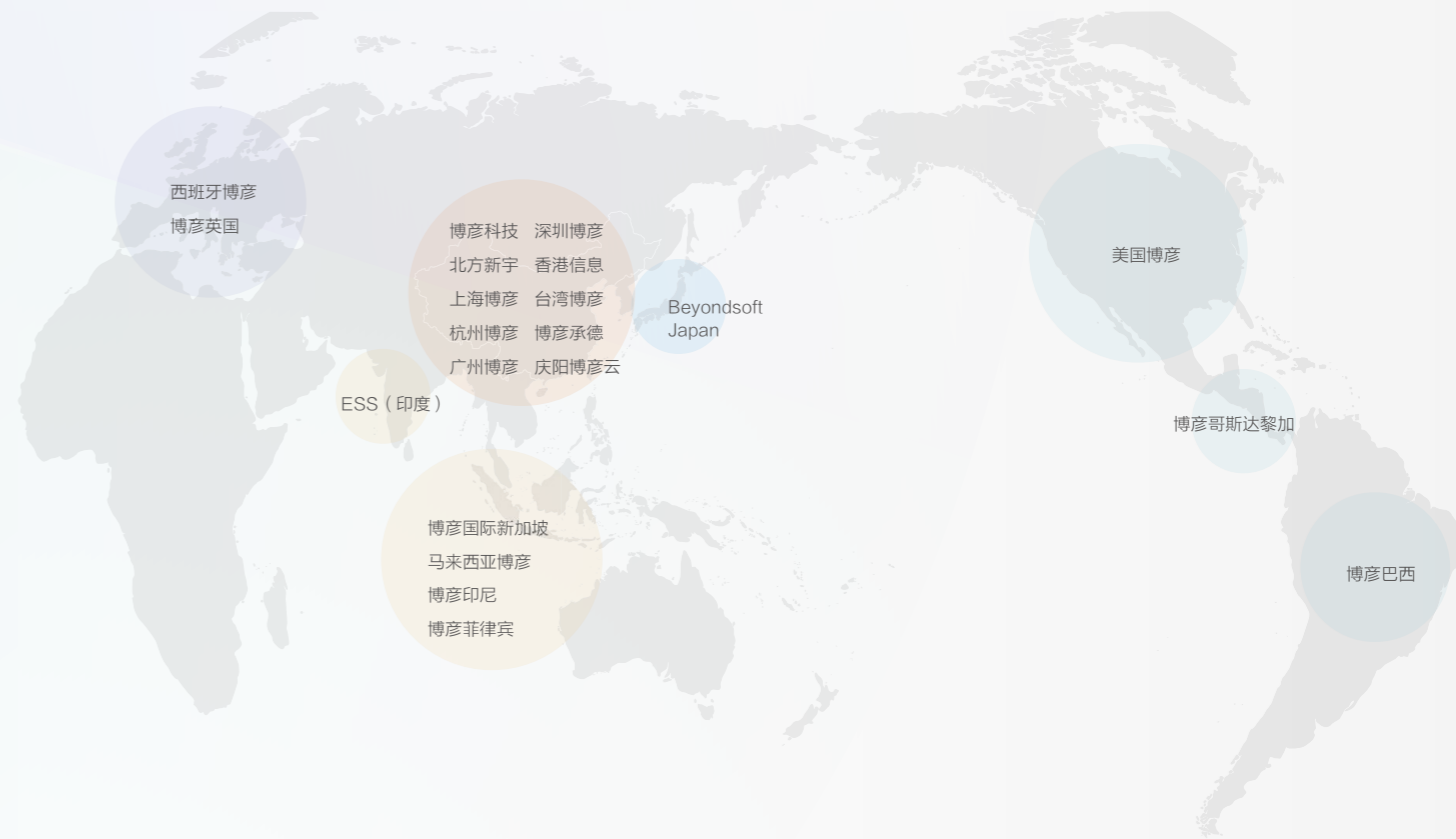 西班牙博彦
博彦英国
博彦科技 深圳博彦
北方新宇 香港信息
上海博彦 台湾博彦
杭州博彦 博彦承德
广州博彦 庆阳博彦云
Beyondsoft
Japan
ESS（印度）
博彦国际新加坡
马来西亚博彦
博彦印尼
博彦菲律宾
美国博彦
博彦哥斯达黎加
博彦巴西